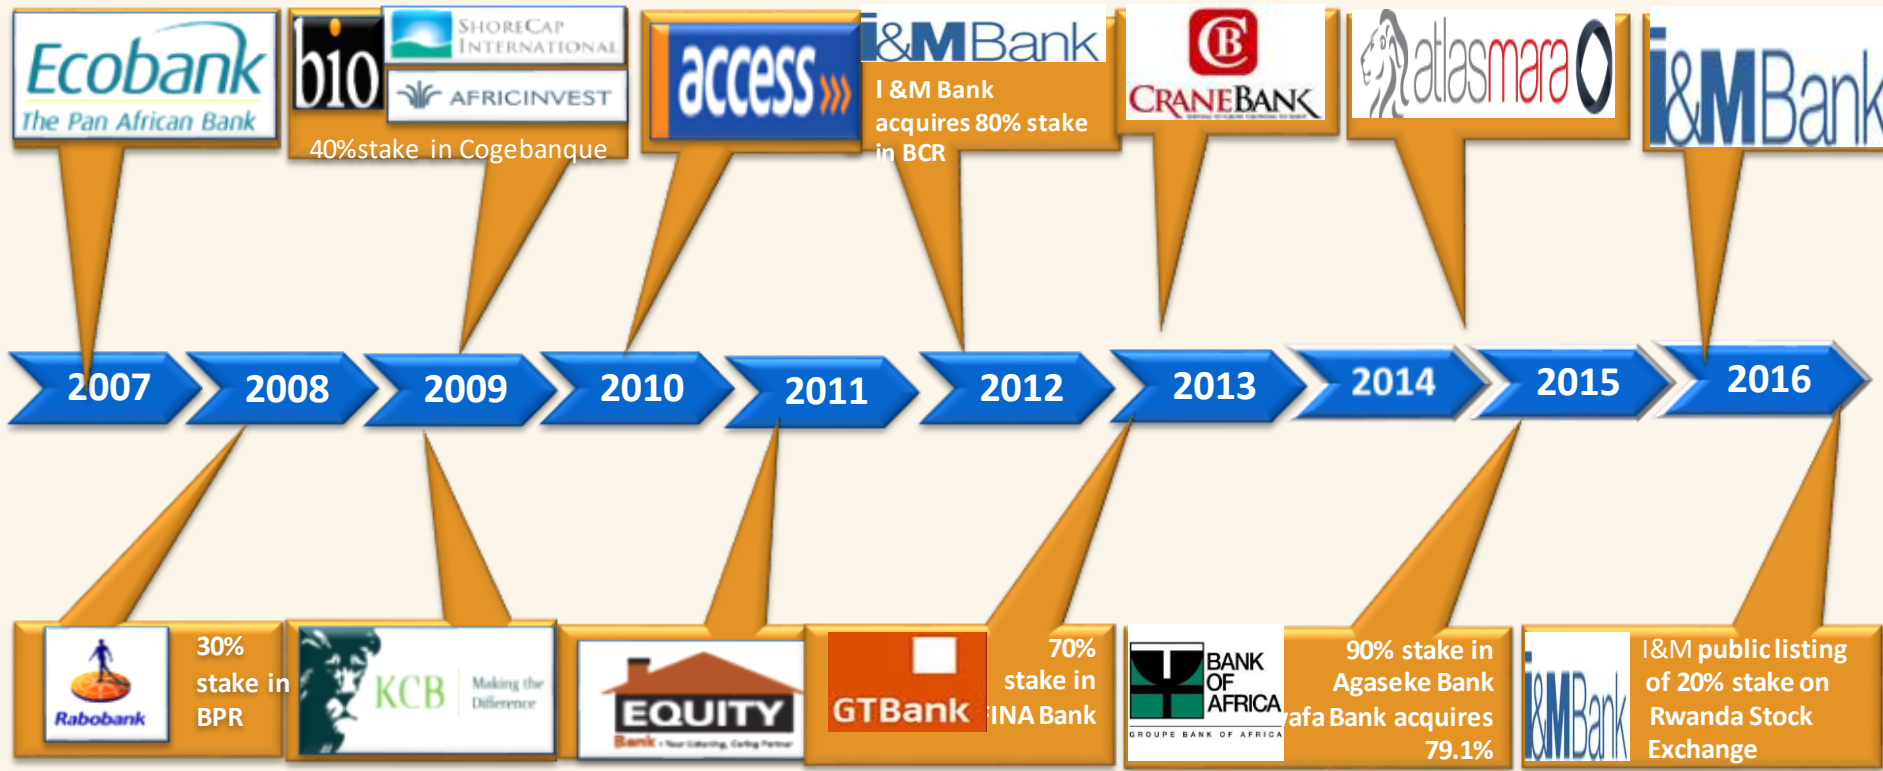 Ecobank
The Pan African Bank
bio
SHORECAP
INTERNATIONAL
AFRICINVEST
40%stake in Cogebanque
access
i&MBank
I &M Bank
acquires 80% stake
in BCR
CB
CRANEBANK
atlasmara
i&MBank
2007
2008
2009
2010
2011
2012
2013
2014
2015
2016
Rabobank
30%
stake in
BPR
KCB
Making the
Difference
EQUITY
Bank - Your Listening, Caring Partner
GTBank
70%
stake in
FINA Bank
BANK
OF
AFRICA
GROUPE BANK OF AFRICA
90% stake in
Agaseke Bank
Bank acquires
79.1%
i&MBank
I&M public listing
of 20% stake on
Rwanda Stock
Exchange